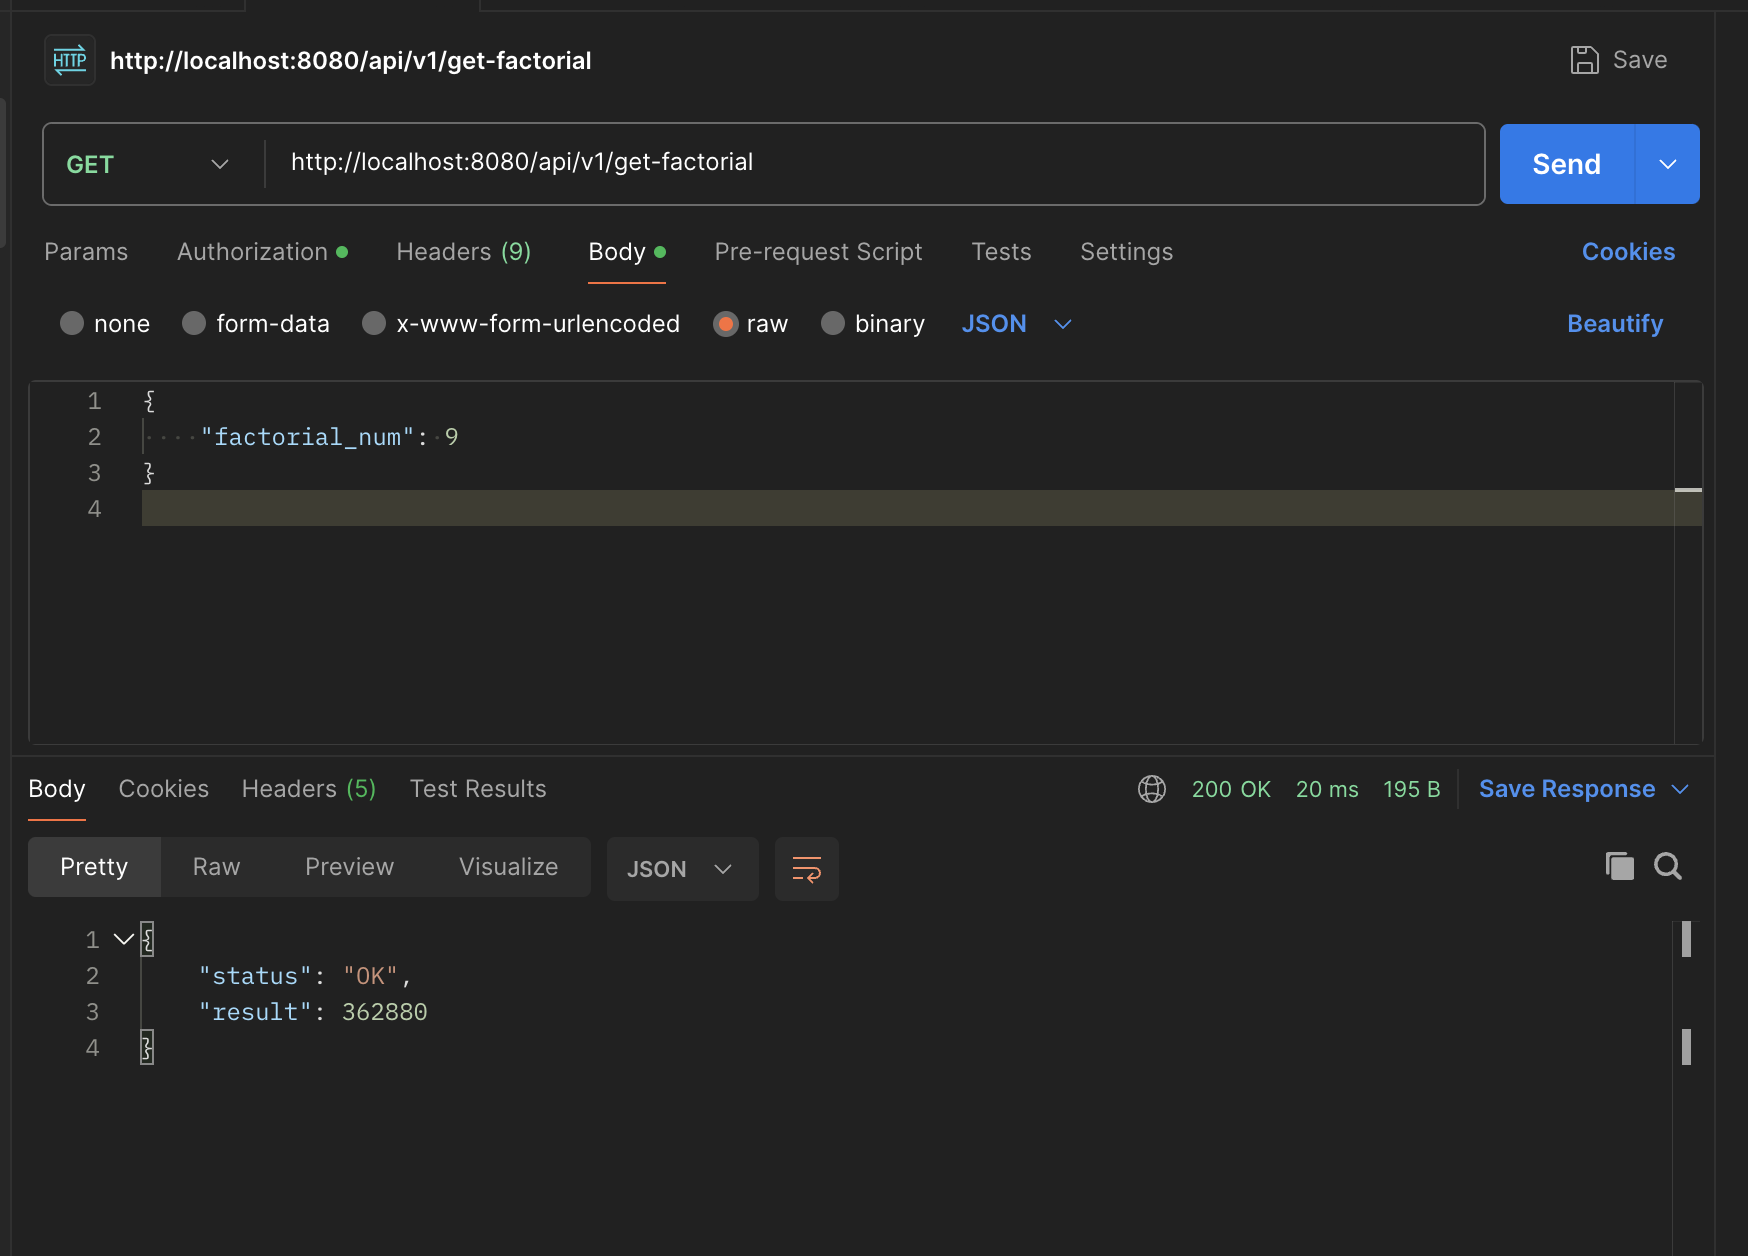 HTTP http://localhost:8080/api/v1/get-factorial Save
GET http://localhost:8080/api/v1/get-factorial Send
Params Authorization Headers (9) Body Pre-request Script Tests Settings Cookies
none form-data x-www-form-urlencoded raw binary JSON Beautify
1 {
2 ····"factorial_num":·9
3 }
4
Body Cookies Headers (5) Test Results 200 OK 20 ms 195 B Save Response
Pretty Raw Preview Visualize JSON
1 {
2 "status": "OK",
3 "result": 362880
4 }